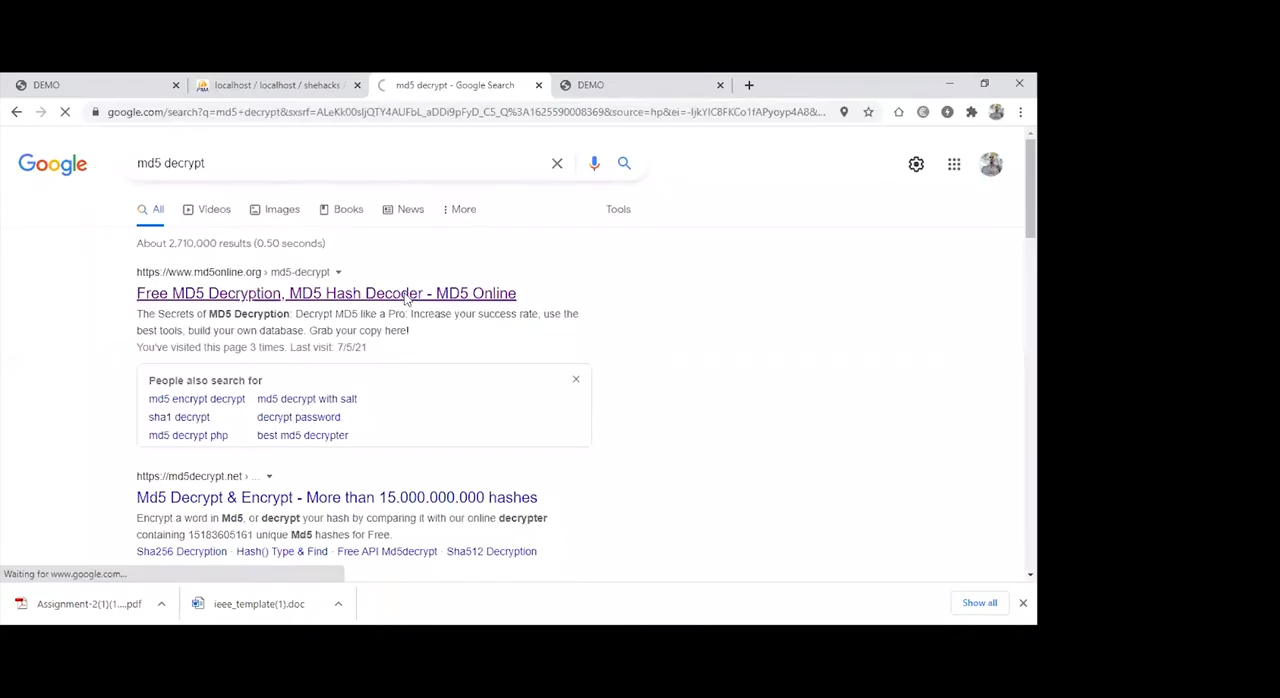 DEMO
localhost / localhost / shehacks
md5 decrypt - Google Search
DEMO
google.com/search?q=md5+decrypt&sxsrf=ALeKk00sIjQTY4AUFbL_aDDi9pFyD_C5_Q%3A1625590008369&source=hp&ei=-IjkYIC8FKCo1fAPyoyp4A8&...
Google
md5 decrypt
All Videos Images Books News More Tools
About 2,710,000 results (0.50 seconds)
https://www.md5online.org › md5-decrypt
Free MD5 Decryption, MD5 Hash Decoder - MD5 Online
The Secrets of MD5 Decryption: Decrypt MD5 like a Pro: Increase your success rate, use the
best tools, build your own database. Grab your copy here!
You've visited this page 3 times. Last visit: 7/5/21
People also search for
md5 encrypt decrypt md5 decrypt with salt
sha1 decrypt decrypt password
md5 decrypt php best md5 decrypter
https://md5decrypt.net › ...
Md5 Decrypt & Encrypt - More than 15.000.000.000 hashes
Encrypt a word in Md5, or decrypt your hash by comparing it with our online decrypter
containing 15183605161 unique Md5 hashes for Free.
Sha256 Decryption · Hash() Type & Find · Free API Md5decrypt · Sha512 Decryption
Waiting for www.google.com...
Assignment-2(1)(1....pdf
ieee_template(1).doc
Show all